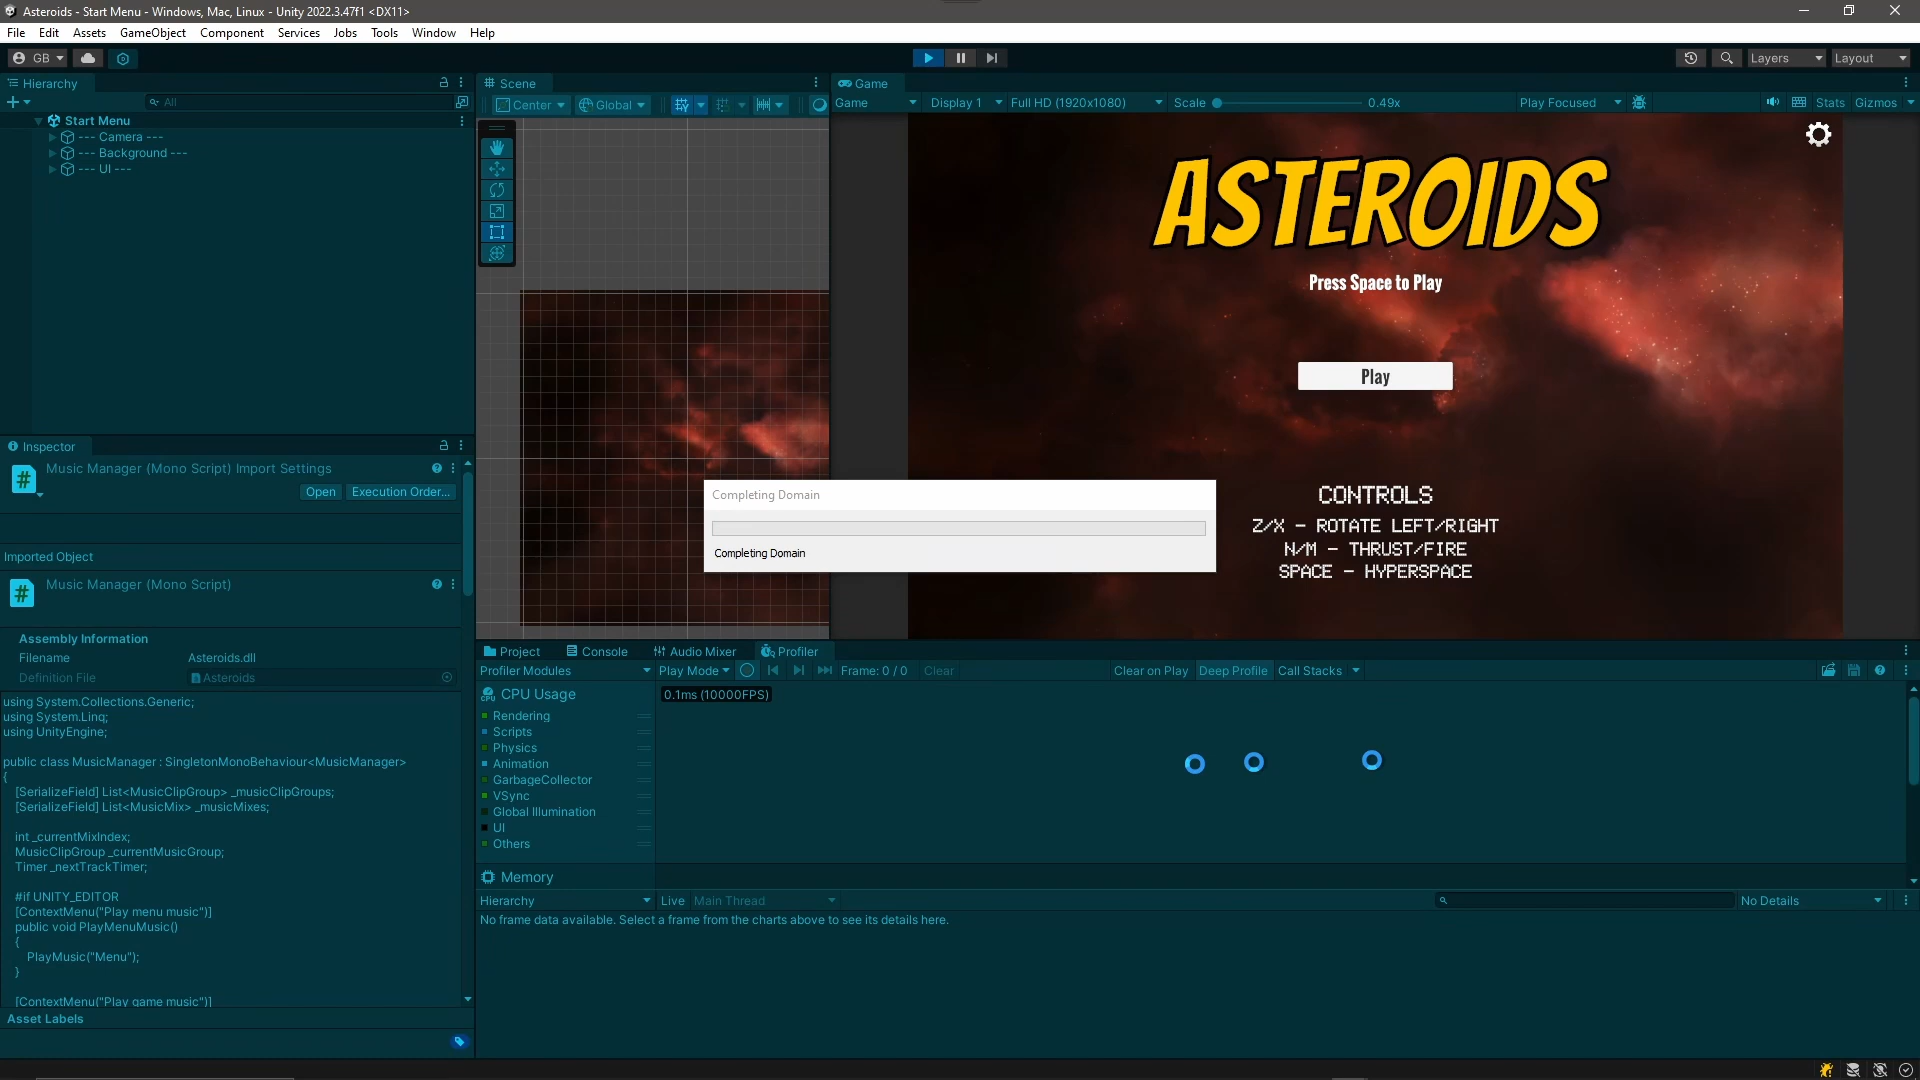 Asteroids - Start Menu - Windows, Mac, Linux - Unity 2022.3.47f1 <DX11>
File Edit Assets GameObject Component Services Jobs Tools Window Help
GB
Layers Layout
Hierarchy
All
Start Menu
--- Camera ---
--- Background ---
--- UI ---
Scene
Center Global
Game
Game Display 1 Full HD (1920x1080) Scale 0.49x Play Focused Stats Gizmos
ASTEROIDS
Press Space to Play
Play
CONTROLS
Z/X - ROTATE LEFT/RIGHT
N/M - THRUST/FIRE
SPACE - HYPERSPACE
Completing Domain
Completing Domain
Inspector
Music Manager (Mono Script) Import Settings
Open Execution Order...
Imported Object
Music Manager (Mono Script)
Assembly Information
Filename Asteroids.dll
Definition File Asteroids
using System.Collections.Generic;
using System.Linq;
using UnityEngine;
public class MusicManager : SingletonMonoBehaviour<MusicManager>
{
[SerializeField] List<MusicClipGroup> _musicClipGroups;
[SerializeField] List<MusicMix> _musicMixes;
int _currentMixIndex;
MusicClipGroup _currentMusicGroup;
Timer _nextTrackTimer;
#if UNITY_EDITOR
[ContextMenu("Play menu music")]
public void PlayMenuMusic()
{
PlayMusic("Menu");
}
[ContextMenu("Play game music")]
Asset Labels
Project Console Audio Mixer Profiler
Profiler Modules Play Mode Frame: 0 / 0 Clear Clear on Play Deep Profile Call Stacks
CPU Usage
0.1ms (10000FPS)
Rendering
Scripts
Physics
Animation
GarbageCollector
VSync
Global Illumination
UI
Others
Memory
Hierarchy Live Main Thread No Details
No frame data available. Select a frame from the charts above to see its details here.